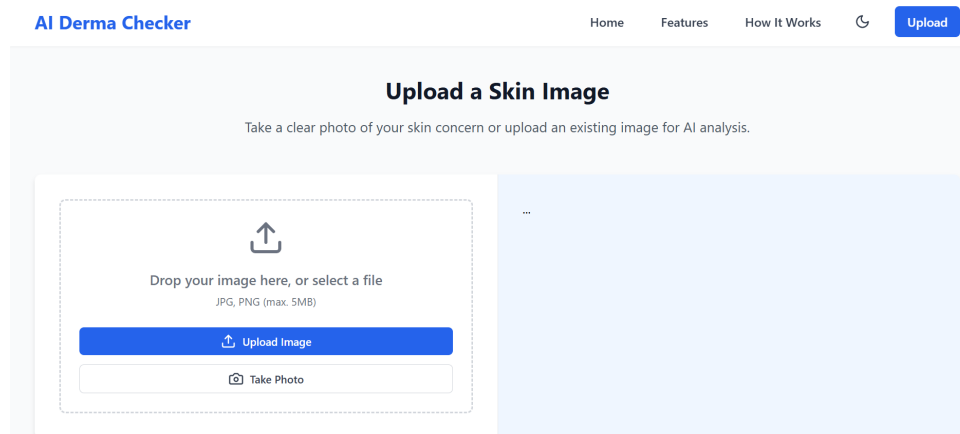 AI Derma Checker
Home Features How It Works Upload
Upload a Skin Image
Take a clear photo of your skin concern or upload an existing image for AI analysis.
...
Drop your image here, or select a file
JPG, PNG (max. 5MB)
Upload Image
Take Photo